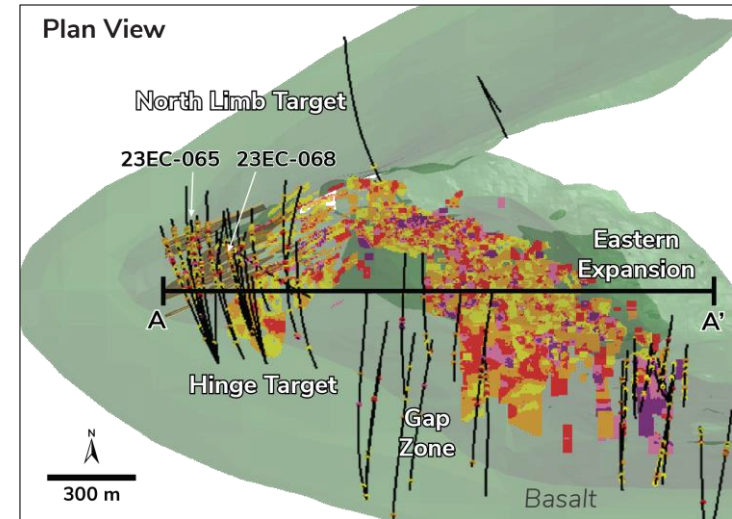 Plan View
North Limb Target
23EC-065
23EC-068
Eastern
Expansion
A
A'
Hinge Target
Gap
Zone
N
300 m
Basalt